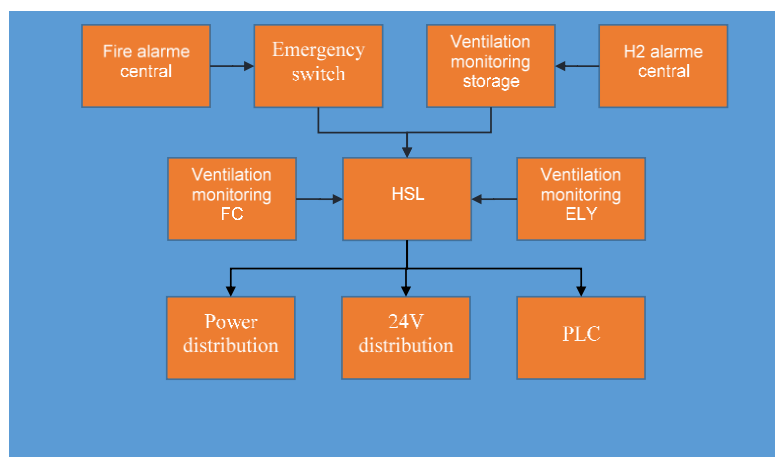 Fire alarme
central
Emergency
switch
Ventilation
monitoring
storage
H2 alarme
central
Ventilation
monitoring
FC
HSL
Ventilation
monitoring
ELY
Power
distribution
24V
distribution
PLC